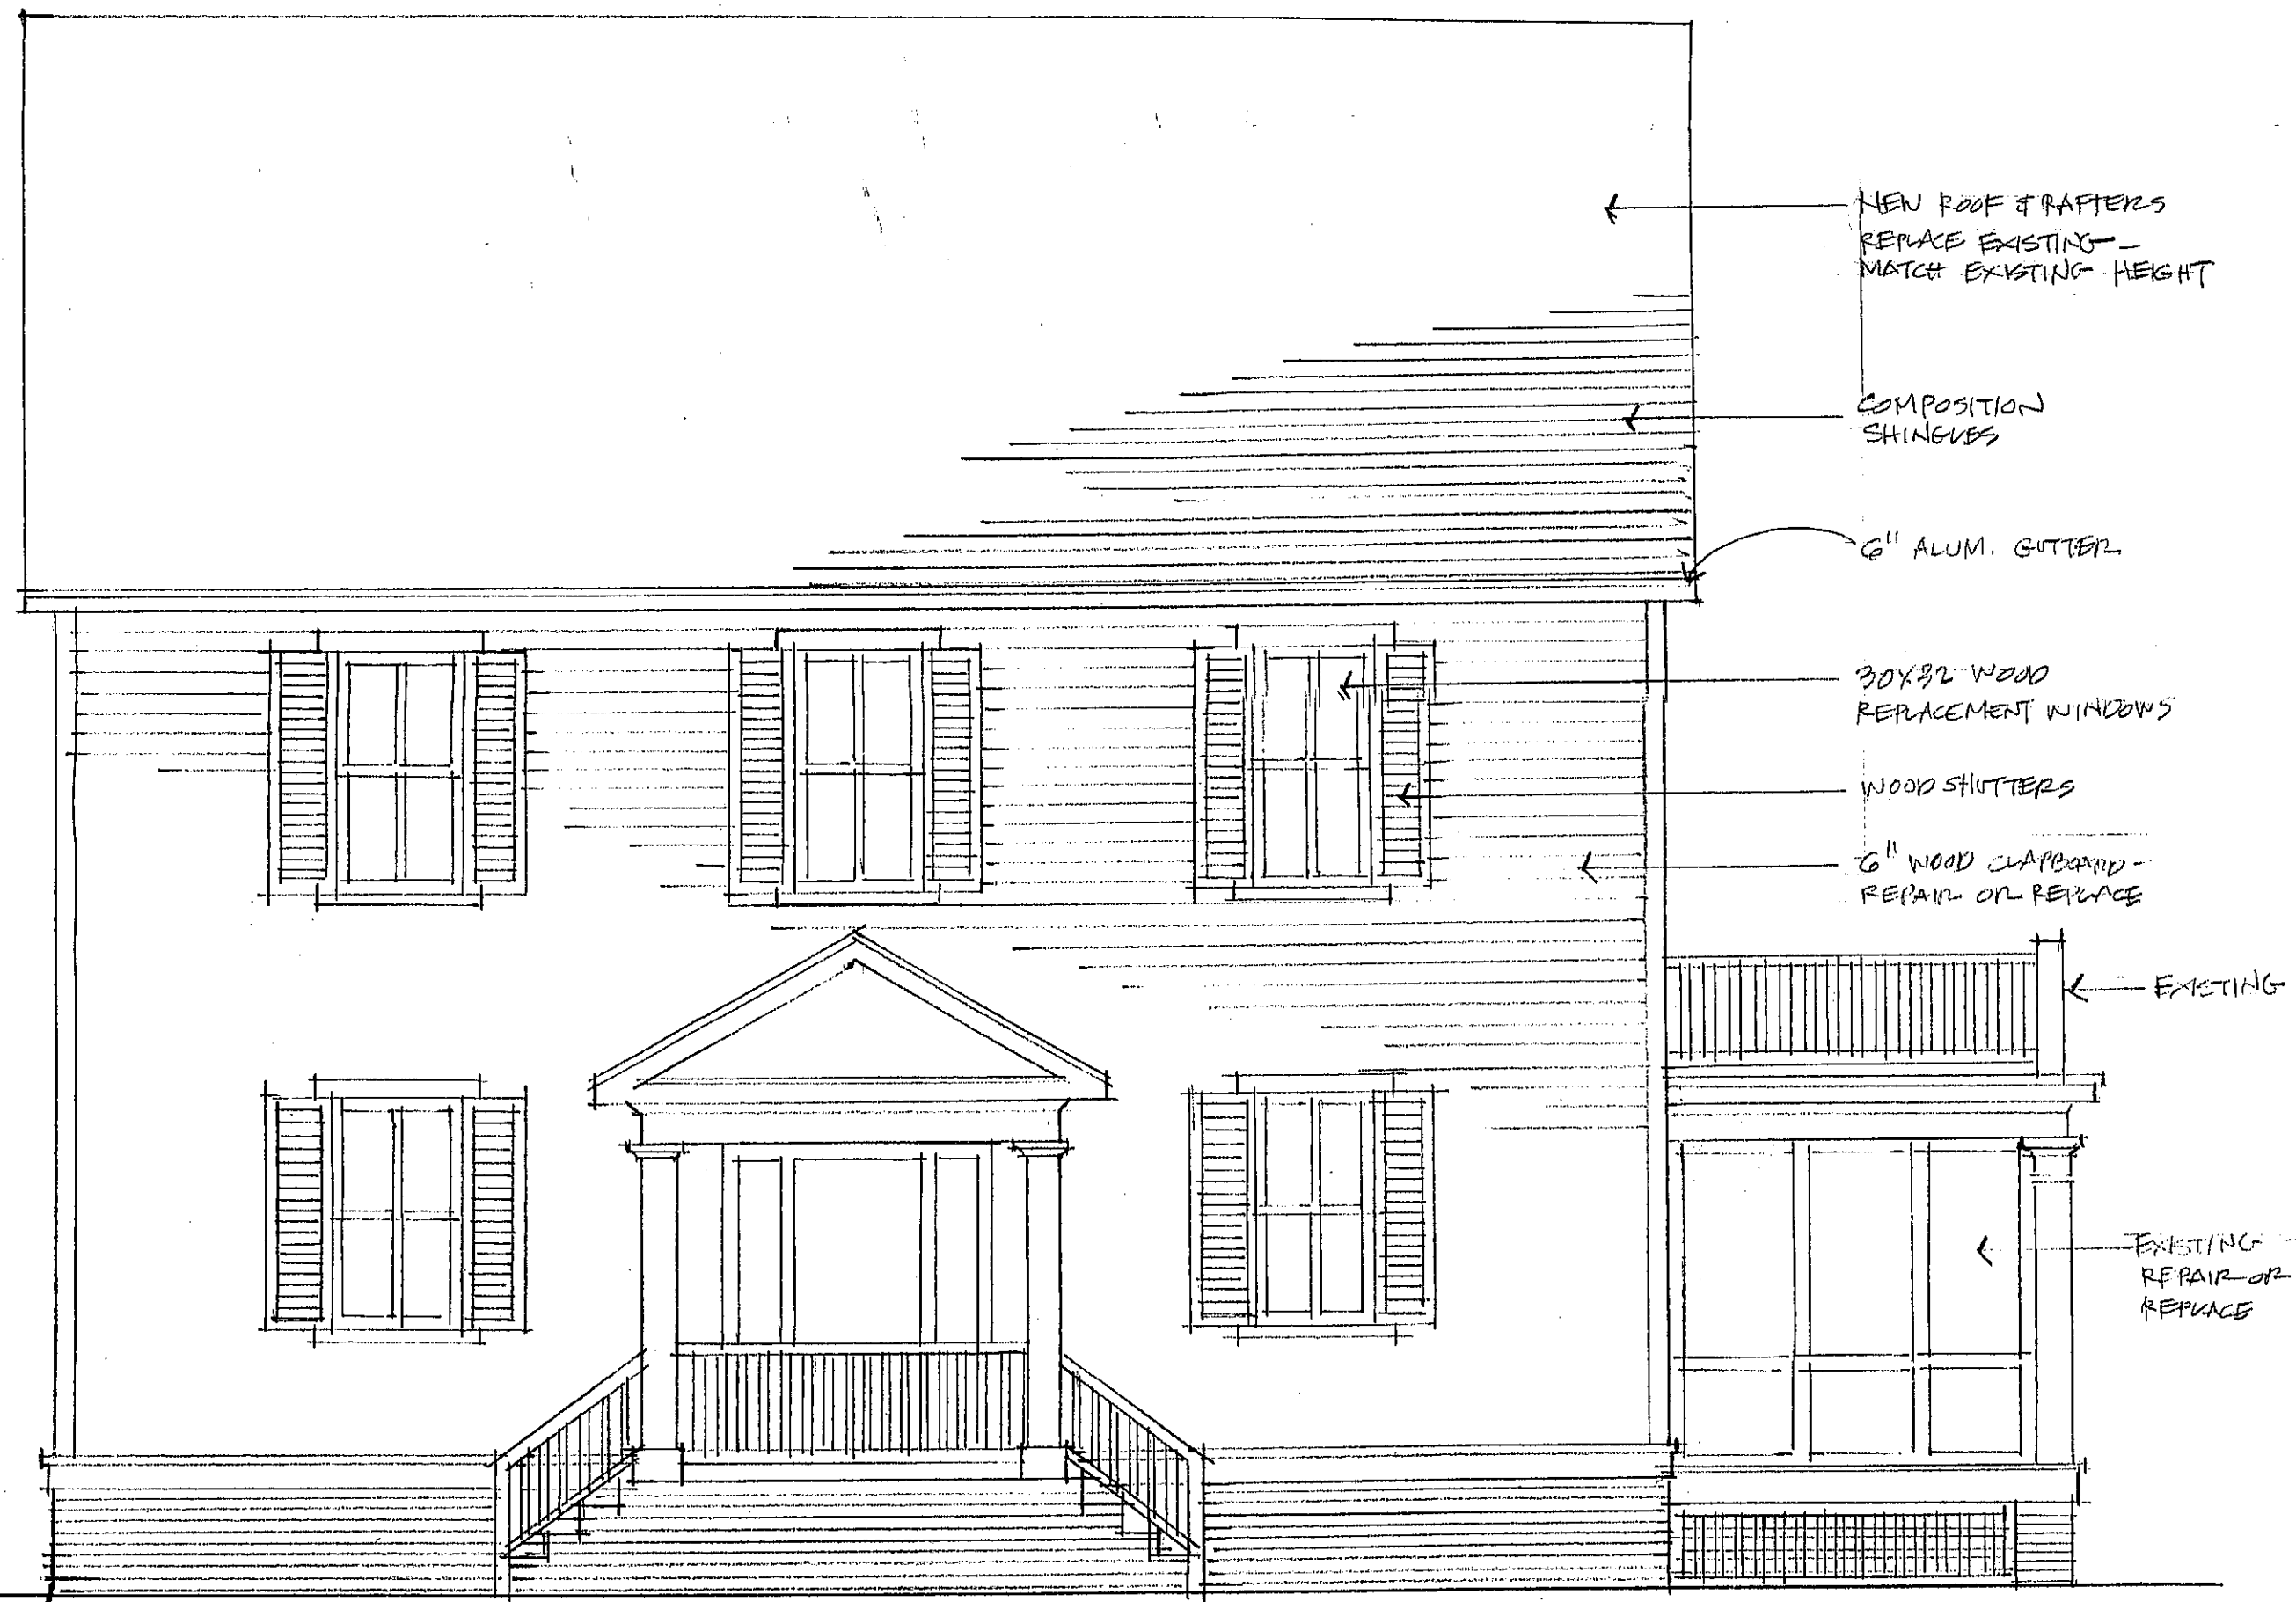 NEW ROOF & RAFTERS
REPLACE EXISTING -
MATCH EXISTING HEIGHT
COMPOSITION
SHINGLES
6" ALUM. GUTTER
30X32 WOOD
REPLACEMENT WINDOWS
WOOD SHUTTERS
6" WOOD CLAPBOARD -
REPAIR OR REPLACE
EXISTING
EXISTING -
REPAIR OR
REPLACE